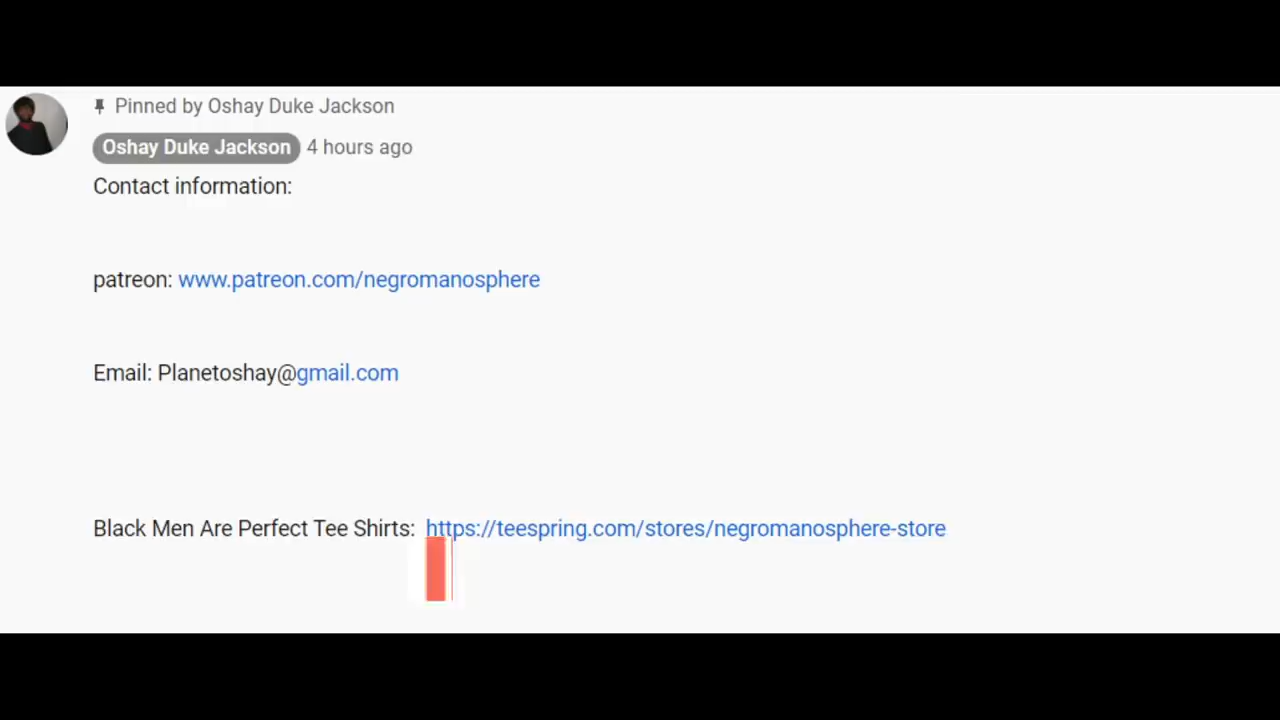 Pinned by Oshay Duke Jackson
Oshay Duke Jackson 4 hours ago
Contact information:
patreon: www.patreon.com/negromanosphere
Email: Planetoshay@gmail.com
Black Men Are Perfect Tee Shirts: https://teespring.com/stores/negromanosphere-store